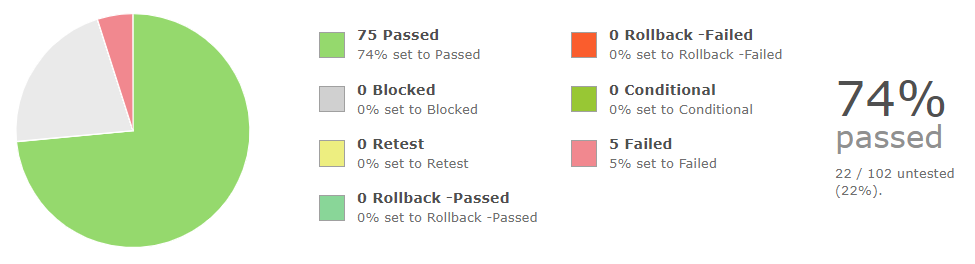 75 Passed
74% set to Passed
0 Blocked
0% set to Blocked
0 Retest
0% set to Retest
0 Rollback -Passed
0% set to Rollback -Passed
0 Rollback -Failed
0% set to Rollback -Failed
0 Conditional
0% set to Conditional
5 Failed
5% set to Failed
74%
passed
22 / 102 untested
(22%).